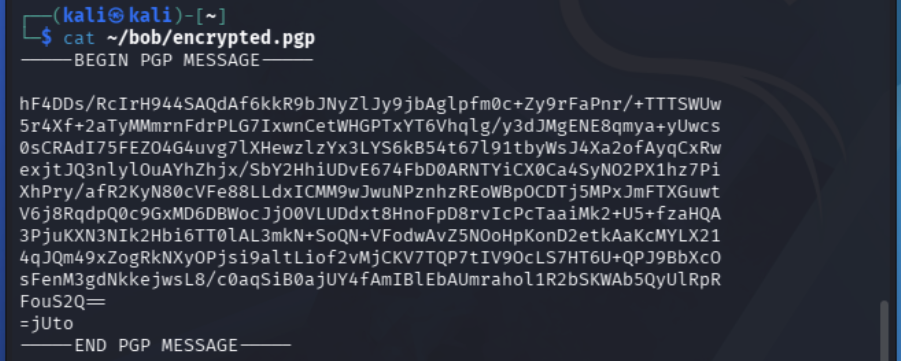 ┌──(kali㉿kali)-[~]
└─$ cat ~/bob/encrypted.pgp
-----BEGIN PGP MESSAGE-----

hF4DDs/RcIrH944SAQdAf6kkR9bJNyZlJy9jbAglpfm0c+Zy9rFaPnr/+TTTSWUw
5r4Xf+2aTyMMmrnFdrPLG7IxwnCetWHGPTxYT6Vhqlg/y3dJMgENE8qmya+yUwcs
0sCRAdI75FEZO4G4uvg7lXHewzlzYx3LYS6kB54t67l91tbyWsJ4Xa2ofAyqCxRw
exjtJQ3nlylOuAYhZhjx/SbY2HhiUDvE674FbD0ARNTYiCX0Ca4SyNO2PX1hz7Pi
XhPry/afR2KyN80cVFe88LLdxICMM9wJwuNPznhzREoWBpOCDTj5MPxJmFTXGuwt
V6j8RqdpQ0c9GxMD6DBWocJjO0VLUDdxt8HnoFpD8rvIcPcTaaiMk2+U5+fzaHQA
3PjuKXN3NIk2Hbi6TT0lAL3mkN+SoQN+VFodwAvZ5NOoHpKonD2etkAaKcMYLX21
4qJQm49xZogRkNXyOPjsi9altLiof2vMjCKV7TQP7tIV9OcLS7HT6U+QPJ9BbXcO
sFenM3gdNkkejwsL8/c0aqSiB0ajUY4fAmIBlEbAUmrahol1R2bSKWAb5QyUlRpR
FouS2Q==
=jUto
-----END PGP MESSAGE-----